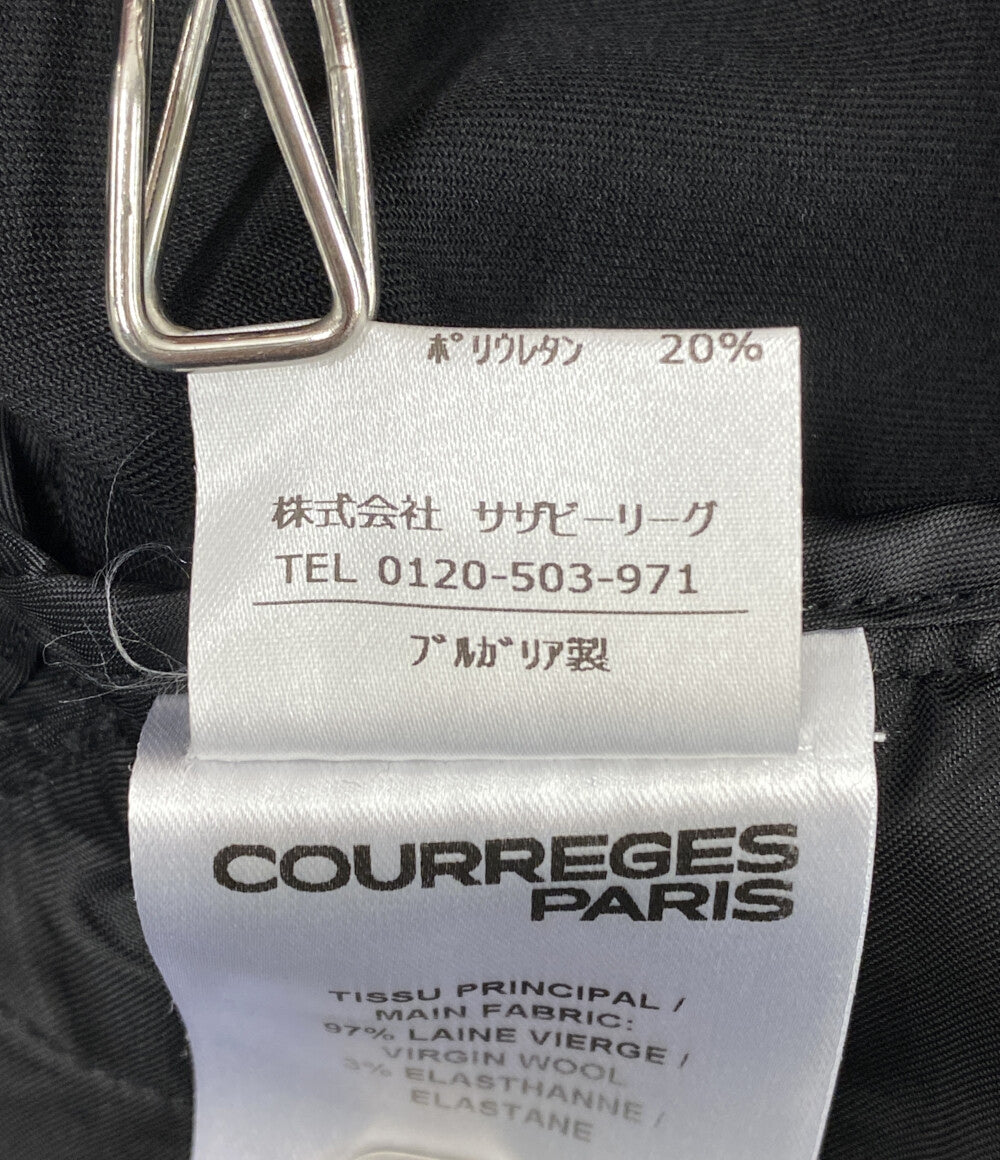 ポリウレタン 20%
株式会社 サザビーリーグ
TEL 0120-503-971
ブルガリア製
COURREGES
PARIS
TISSU PRINCIPAL /
MAIN FABRIC:
97% LAINE VIERGE /
VIRGIN WOOL
3% ELASTHANNE /
ELASTANE